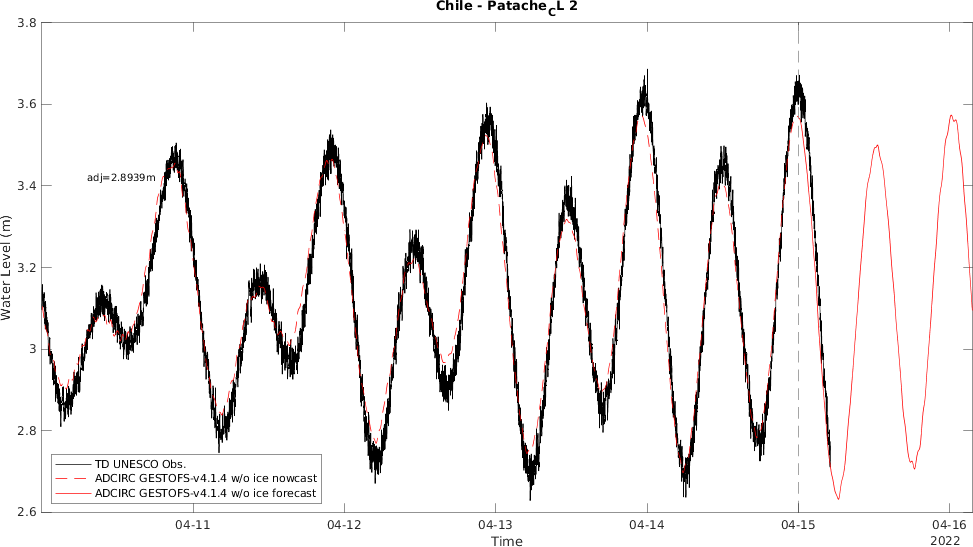 Chile - Patache_CL 2
3.8
3.6
3.4
3.2
3
2.8
2.6
Water Level (m)
adj=2.8939m
TD UNESCO Obs.
ADCIRC GESTOFS-v4.1.4 w/o ice nowcast
ADCIRC GESTOFS-v4.1.4 w/o ice forecast
04-11
04-12
04-13
04-14
04-15
04-16
Time
2022